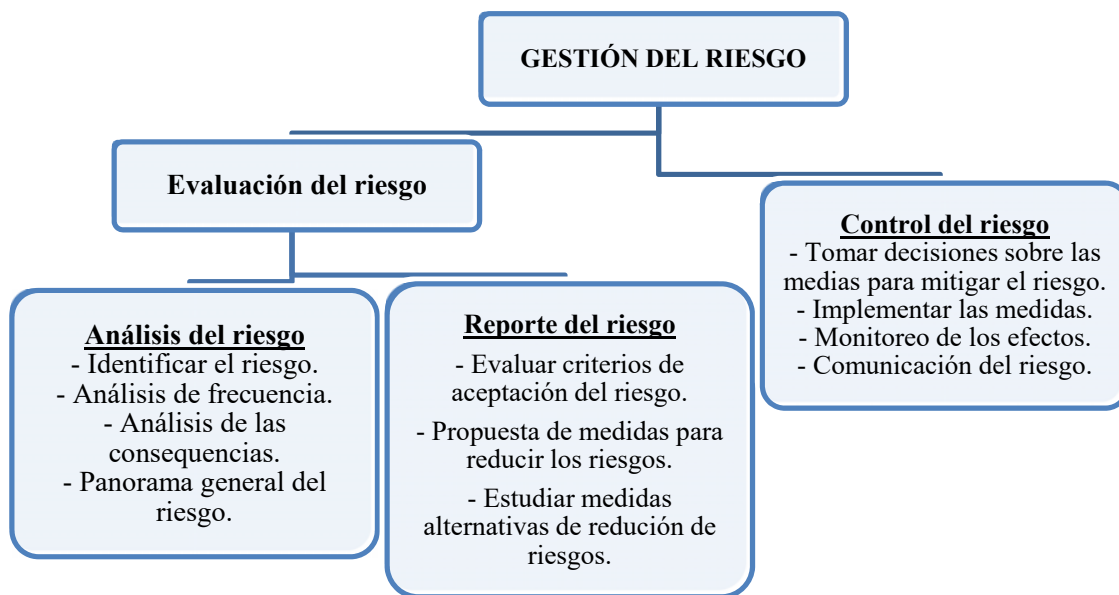 GESTIÓN DEL RIESGO
Evaluación del riesgo
Análisis del riesgo
- Identificar el riesgo.
- Análisis de frecuencia.
- Análisis de las
consequencias.
- Panorama general del
riesgo.
Reporte del riesgo
- Evaluar criterios de
aceptación del riesgo.
- Propuesta de medidas para
reducir los riesgos.
- Estudiar medidas
alternativas de redución de
riesgos.
Control del riesgo
- Tomar decisiones sobre las
medias para mitigar el riesgo.
- Implementar las medidas.
- Monitoreo de los efectos.
- Comunicación del riesgo.